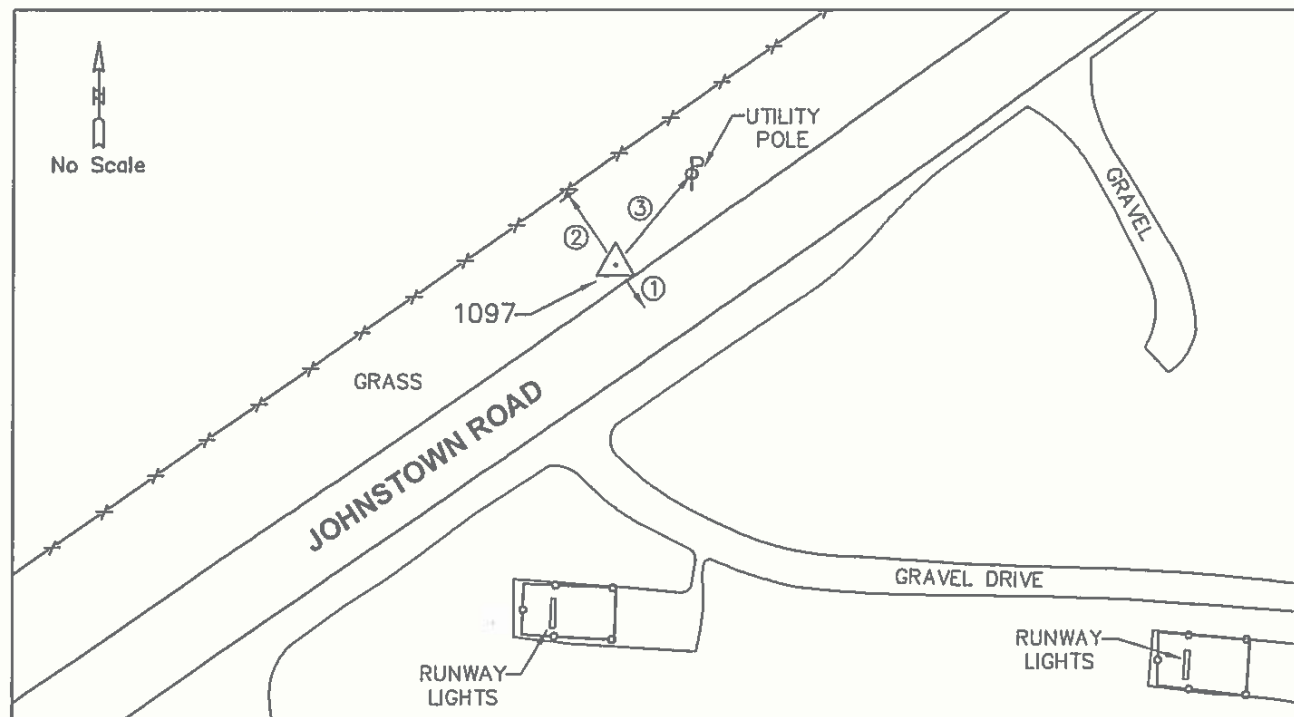 UTILITY
POLE
No Scale
P
GRAVEL
③
②
①
1097
GRASS
JOHNSTOWN ROAD
GRAVEL DRIVE
RUNWAY
LIGHTS
RUNWAY
LIGHTS